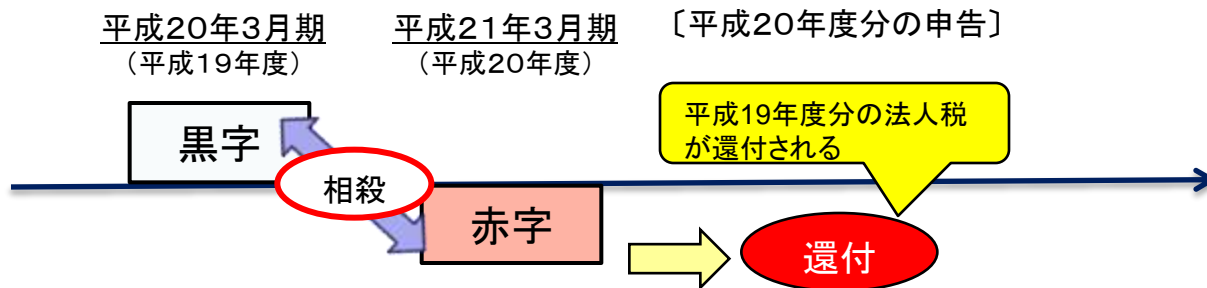 平成20年3月期
(平成19年度)
平成21年3月期
(平成20年度)
〔平成20年度分の申告〕
黒字
相殺
赤字
平成19年度分の法人税
が還付される
還付